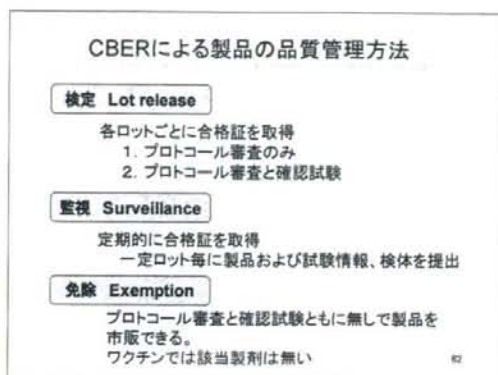 CBERによる製品の品質管理方法
検定 Lot release
各ロットごとに合格証を取得
1. プロトコール審査のみ
2. プロトコール審査と確認試験
監視 Surveillance
定期的に合格証を取得
一定ロット毎に製品および試験情報、検体を提出
免除 Exemption
プロトコール審査と確認試験ともに無しで製品を
市販できる。
ワクチンでは該当製剤は無い
62